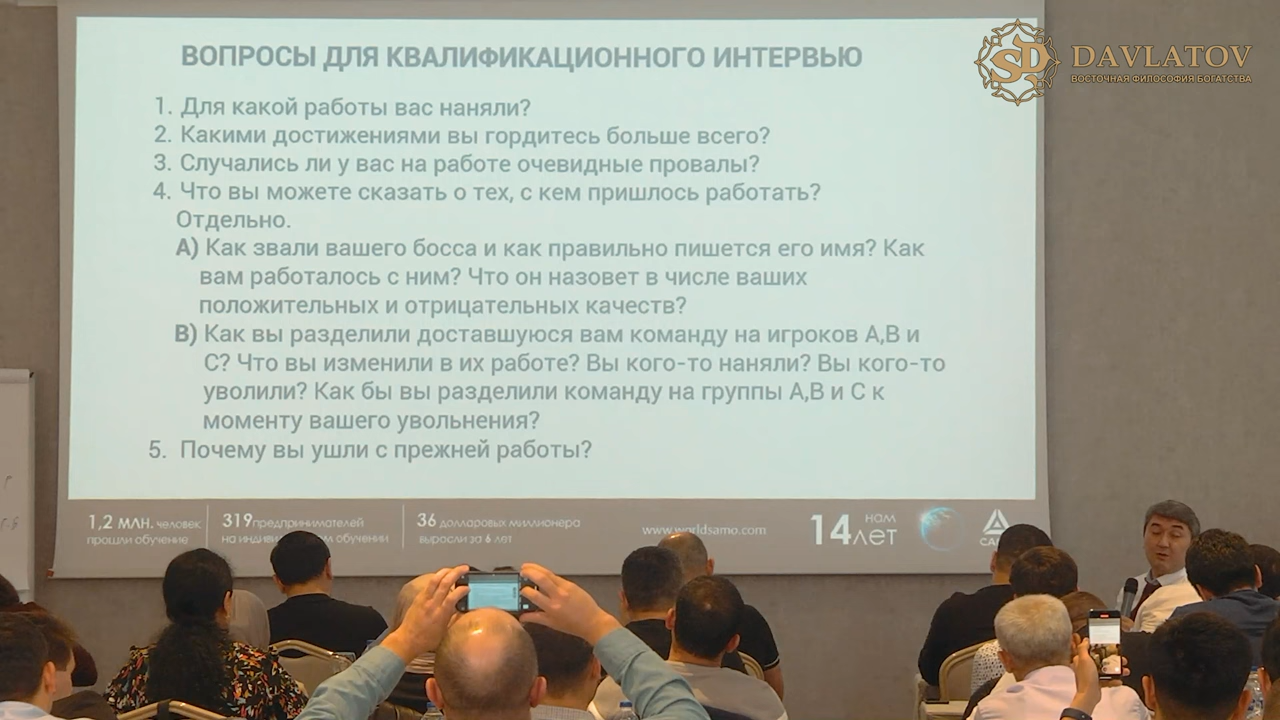 ВОПРОСЫ ДЛЯ КВАЛИФИКАЦИОННОГО ИНТЕРВЬЮ
1. Для какой работы вас наняли?
2. Какими достижениями вы гордитесь больше всего?
3. Случались ли у вас на работе очевидные провалы?
4. Что вы можете сказать о тех, с кем пришлось работать?
Отдельно.
А) Как звали вашего босса и как правильно пишется его имя? Как
вам работалось с ним? Что он назовет в числе ваших
положительных и отрицательных качеств?
В) Как вы разделили доставшуюся вам команду на игроков А,В и
С? Что вы изменили в их работе? Вы кого-то наняли? Вы кого-то
уволили? Как бы вы разделили команду на группы А,В и С к
моменту вашего увольнения?
5. Почему вы ушли с прежней работы?
1,2 МЛН. человек
прошли обучение
319 предпринимателей
на обучении
36 долларовых миллионера
вырасли за 6 лет
www.worldsamo.com
14 нам
лет
SD
DAVLATOV
ВОСТОЧНАЯ ФИЛОСОФИЯ БОГАТСТВА